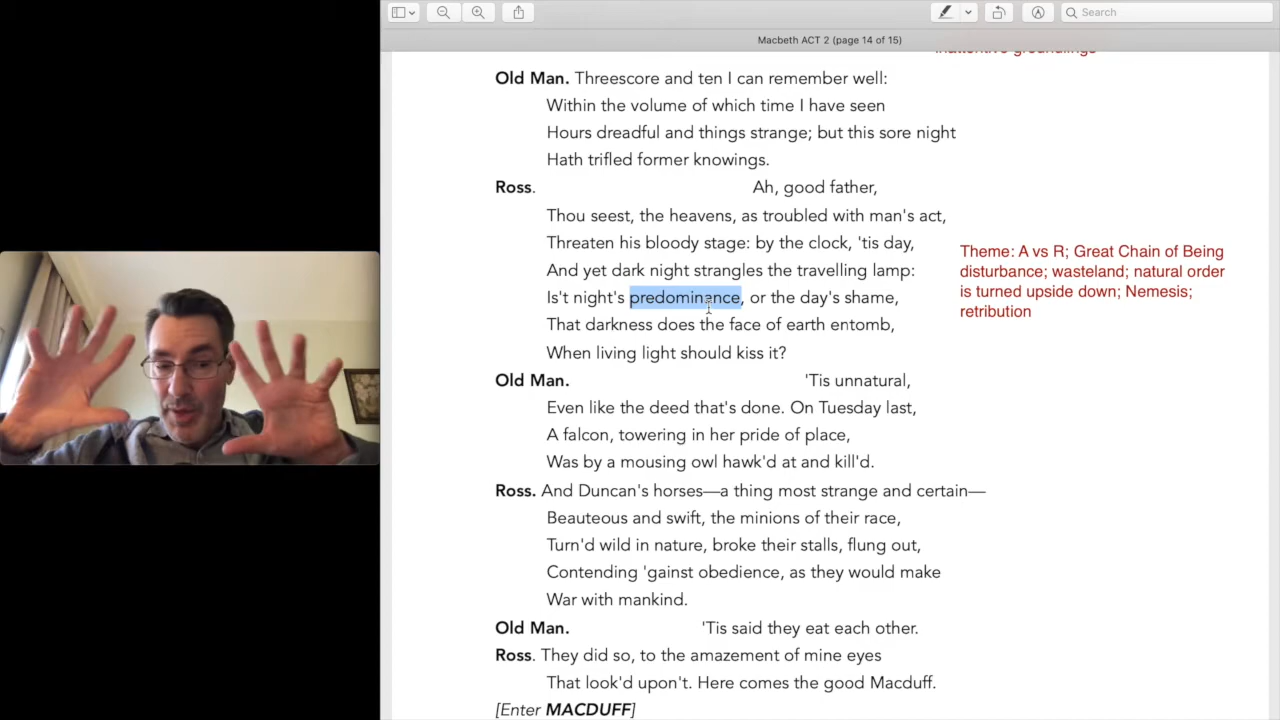 Search
Macbeth ACT 2 (page 14 of 15)
inattentive groundlings
Old Man. Threescore and ten I can remember well:
Within the volume of which time I have seen
Hours dreadful and things strange; but this sore night
Hath trifled former knowings.
Ross. Ah, good father,
Thou seest, the heavens, as troubled with man's act,
Threaten his bloody stage: by the clock, 'tis day,
And yet dark night strangles the travelling lamp:
Is't night's predominance, or the day's shame,
That darkness does the face of earth entomb,
When living light should kiss it?
Theme: A vs R; Great Chain of Being
disturbance; wasteland; natural order
is turned upside down; Nemesis;
retribution
Old Man. 'Tis unnatural,
Even like the deed that's done. On Tuesday last,
A falcon, towering in her pride of place,
Was by a mousing owl hawk'd at and kill'd.
Ross. And Duncan's horses—a thing most strange and certain—
Beauteous and swift, the minions of their race,
Turn'd wild in nature, broke their stalls, flung out,
Contending 'gainst obedience, as they would make
War with mankind.
Old Man. 'Tis said they eat each other.
Ross. They did so, to the amazement of mine eyes
That look'd upon't. Here comes the good Macduff.
[Enter MACDUFF]